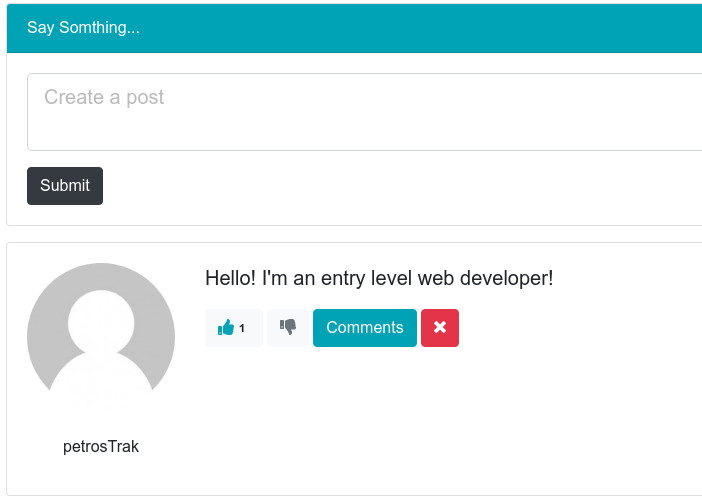 Say Somthing...
Create a post
Submit
Hello! I'm an entry level web developer!
1
Comments
petrosTrak